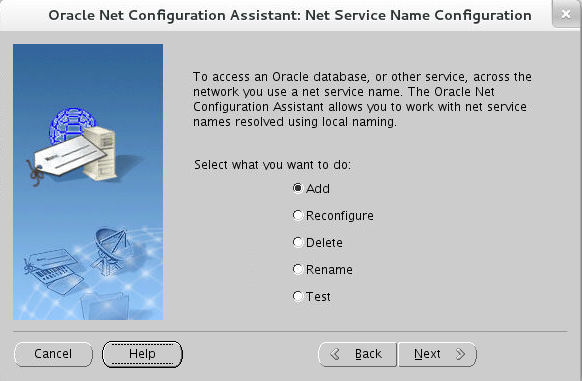 Oracle Net Configuration Assistant: Net Service Name Configuration
To access an Oracle database, or other service, across the
network you use a net service name. The Oracle Net
Configuration Assistant allows you to work with net service
names resolved using local naming.
Select what you want to do:
Add
Reconfigure
Delete
Rename
Test
Cancel
Help
Back
Next